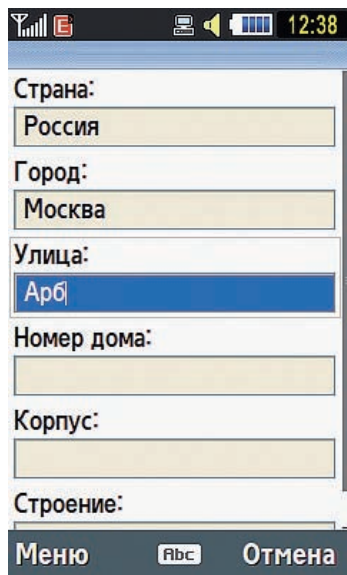 E 12:38
Страна:
Россия
Город:
Москва
Улица:
Арб
Номер дома:
Корпус:
Строение:
Меню Abc Отмена